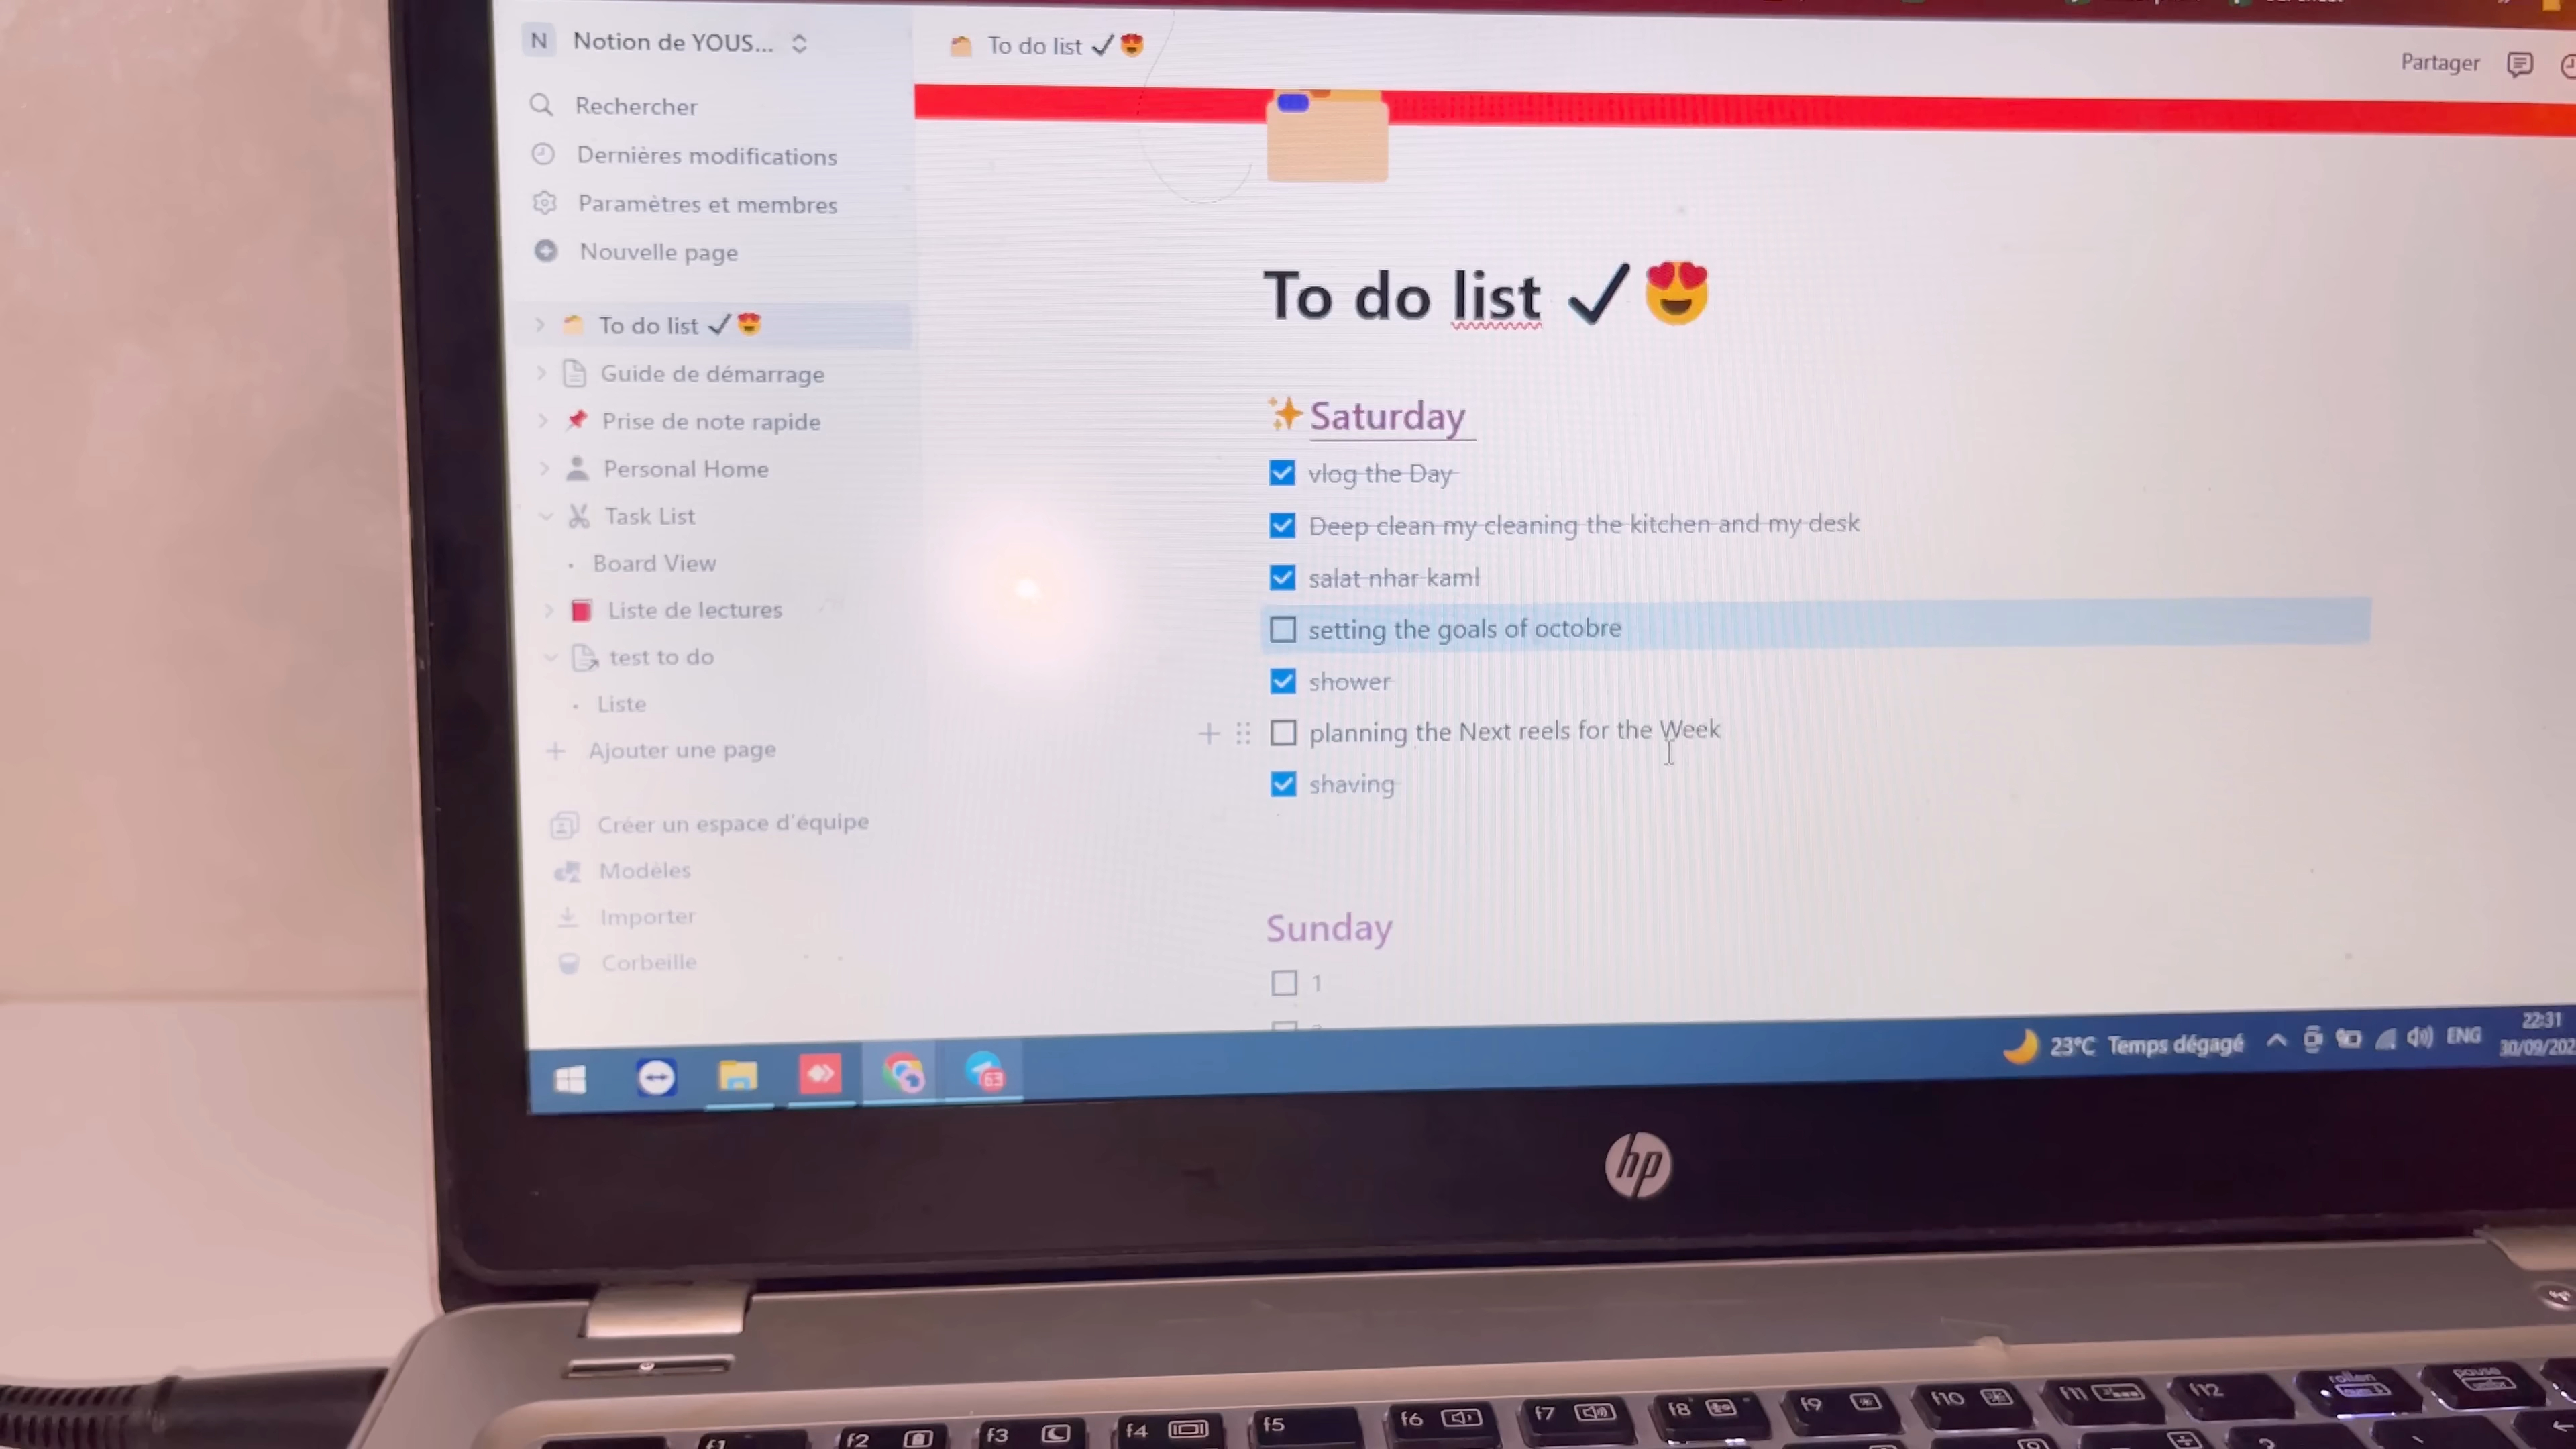 N Notion de YOUS...
Rechercher
Dernières modifications
Paramètres et membres
Nouvelle page
To do list ✓😍
Guide de démarrage
Prise de note rapide
Personal Home
Task List
Board View
Liste de lectures
test to do
Liste
Ajouter une page
Créer un espace d'équipe
Modèles
Importer
Corbeille
To do list ✓😍
Partager
To do list ✓😍
✨Saturday
vlog the Day
Deep clean my cleaning the kitchen and my desk
salat nhar kaml
setting the goals of octobre
shower
planning the Next reels for the Week
shaving
Sunday
1
63
23°C Temps dégagé
ENG
22:31
30/09/202
hp
f1 f2 f3 f4 f5 f6 f7 f8 f9 f10 f11 f12
pause